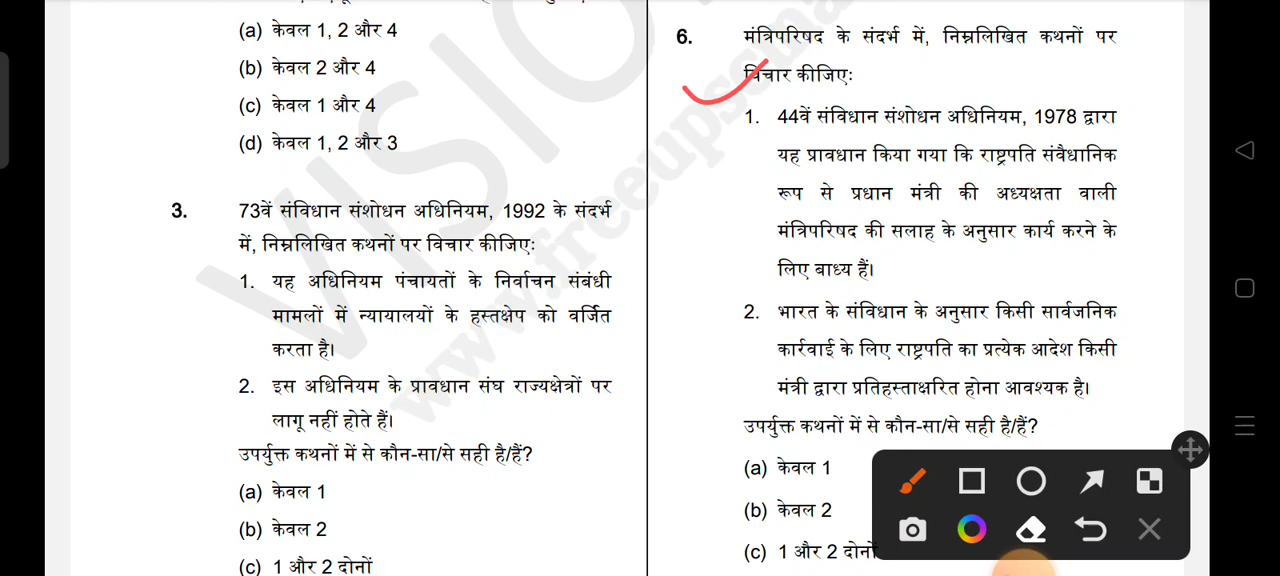 (a) केवल 1, 2 और 4
(b) केवल 2 और 4
(c) केवल 1 और 4
(d) केवल 1, 2 और 3
3. 73वें संविधान संशोधन अधिनियम, 1992 के संदर्भ
में, निम्नलिखित कथनों पर विचार कीजिए:
1. यह अधिनियम पंचायतों के निर्वाचन संबंधी
मामलों में न्यायालयों के हस्तक्षेप को वर्जित
करता है।
2. इस अधिनियम के प्रावधान संघ राज्यक्षेत्रों पर
लागू नहीं होते हैं।
उपर्युक्त कथनों में से कौन-सा/से सही है/हैं?
(a) केवल 1
(b) केवल 2
(c) 1 और 2 दोनों
6. मंत्रिपरिषद के संदर्भ में, निम्नलिखित कथनों पर
विचार कीजिए:
1. 44वें संविधान संशोधन अधिनियम, 1978 द्वारा
यह प्रावधान किया गया कि राष्ट्रपति संवैधानिक
रूप से प्रधान मंत्री की अध्यक्षता वाली
मंत्रिपरिषद की सलाह के अनुसार कार्य करने के
लिए बाध्य हैं।
2. भारत के संविधान के अनुसार किसी सार्वजनिक
कार्रवाई के लिए राष्ट्रपति का प्रत्येक आदेश किसी
मंत्री द्वारा प्रतिहस्ताक्षरित होना आवश्यक है।
उपर्युक्त कथनों में से कौन-सा/से सही है/हैं?
(a) केवल 1
(b) केवल 2
(c) 1 और 2 दोनों